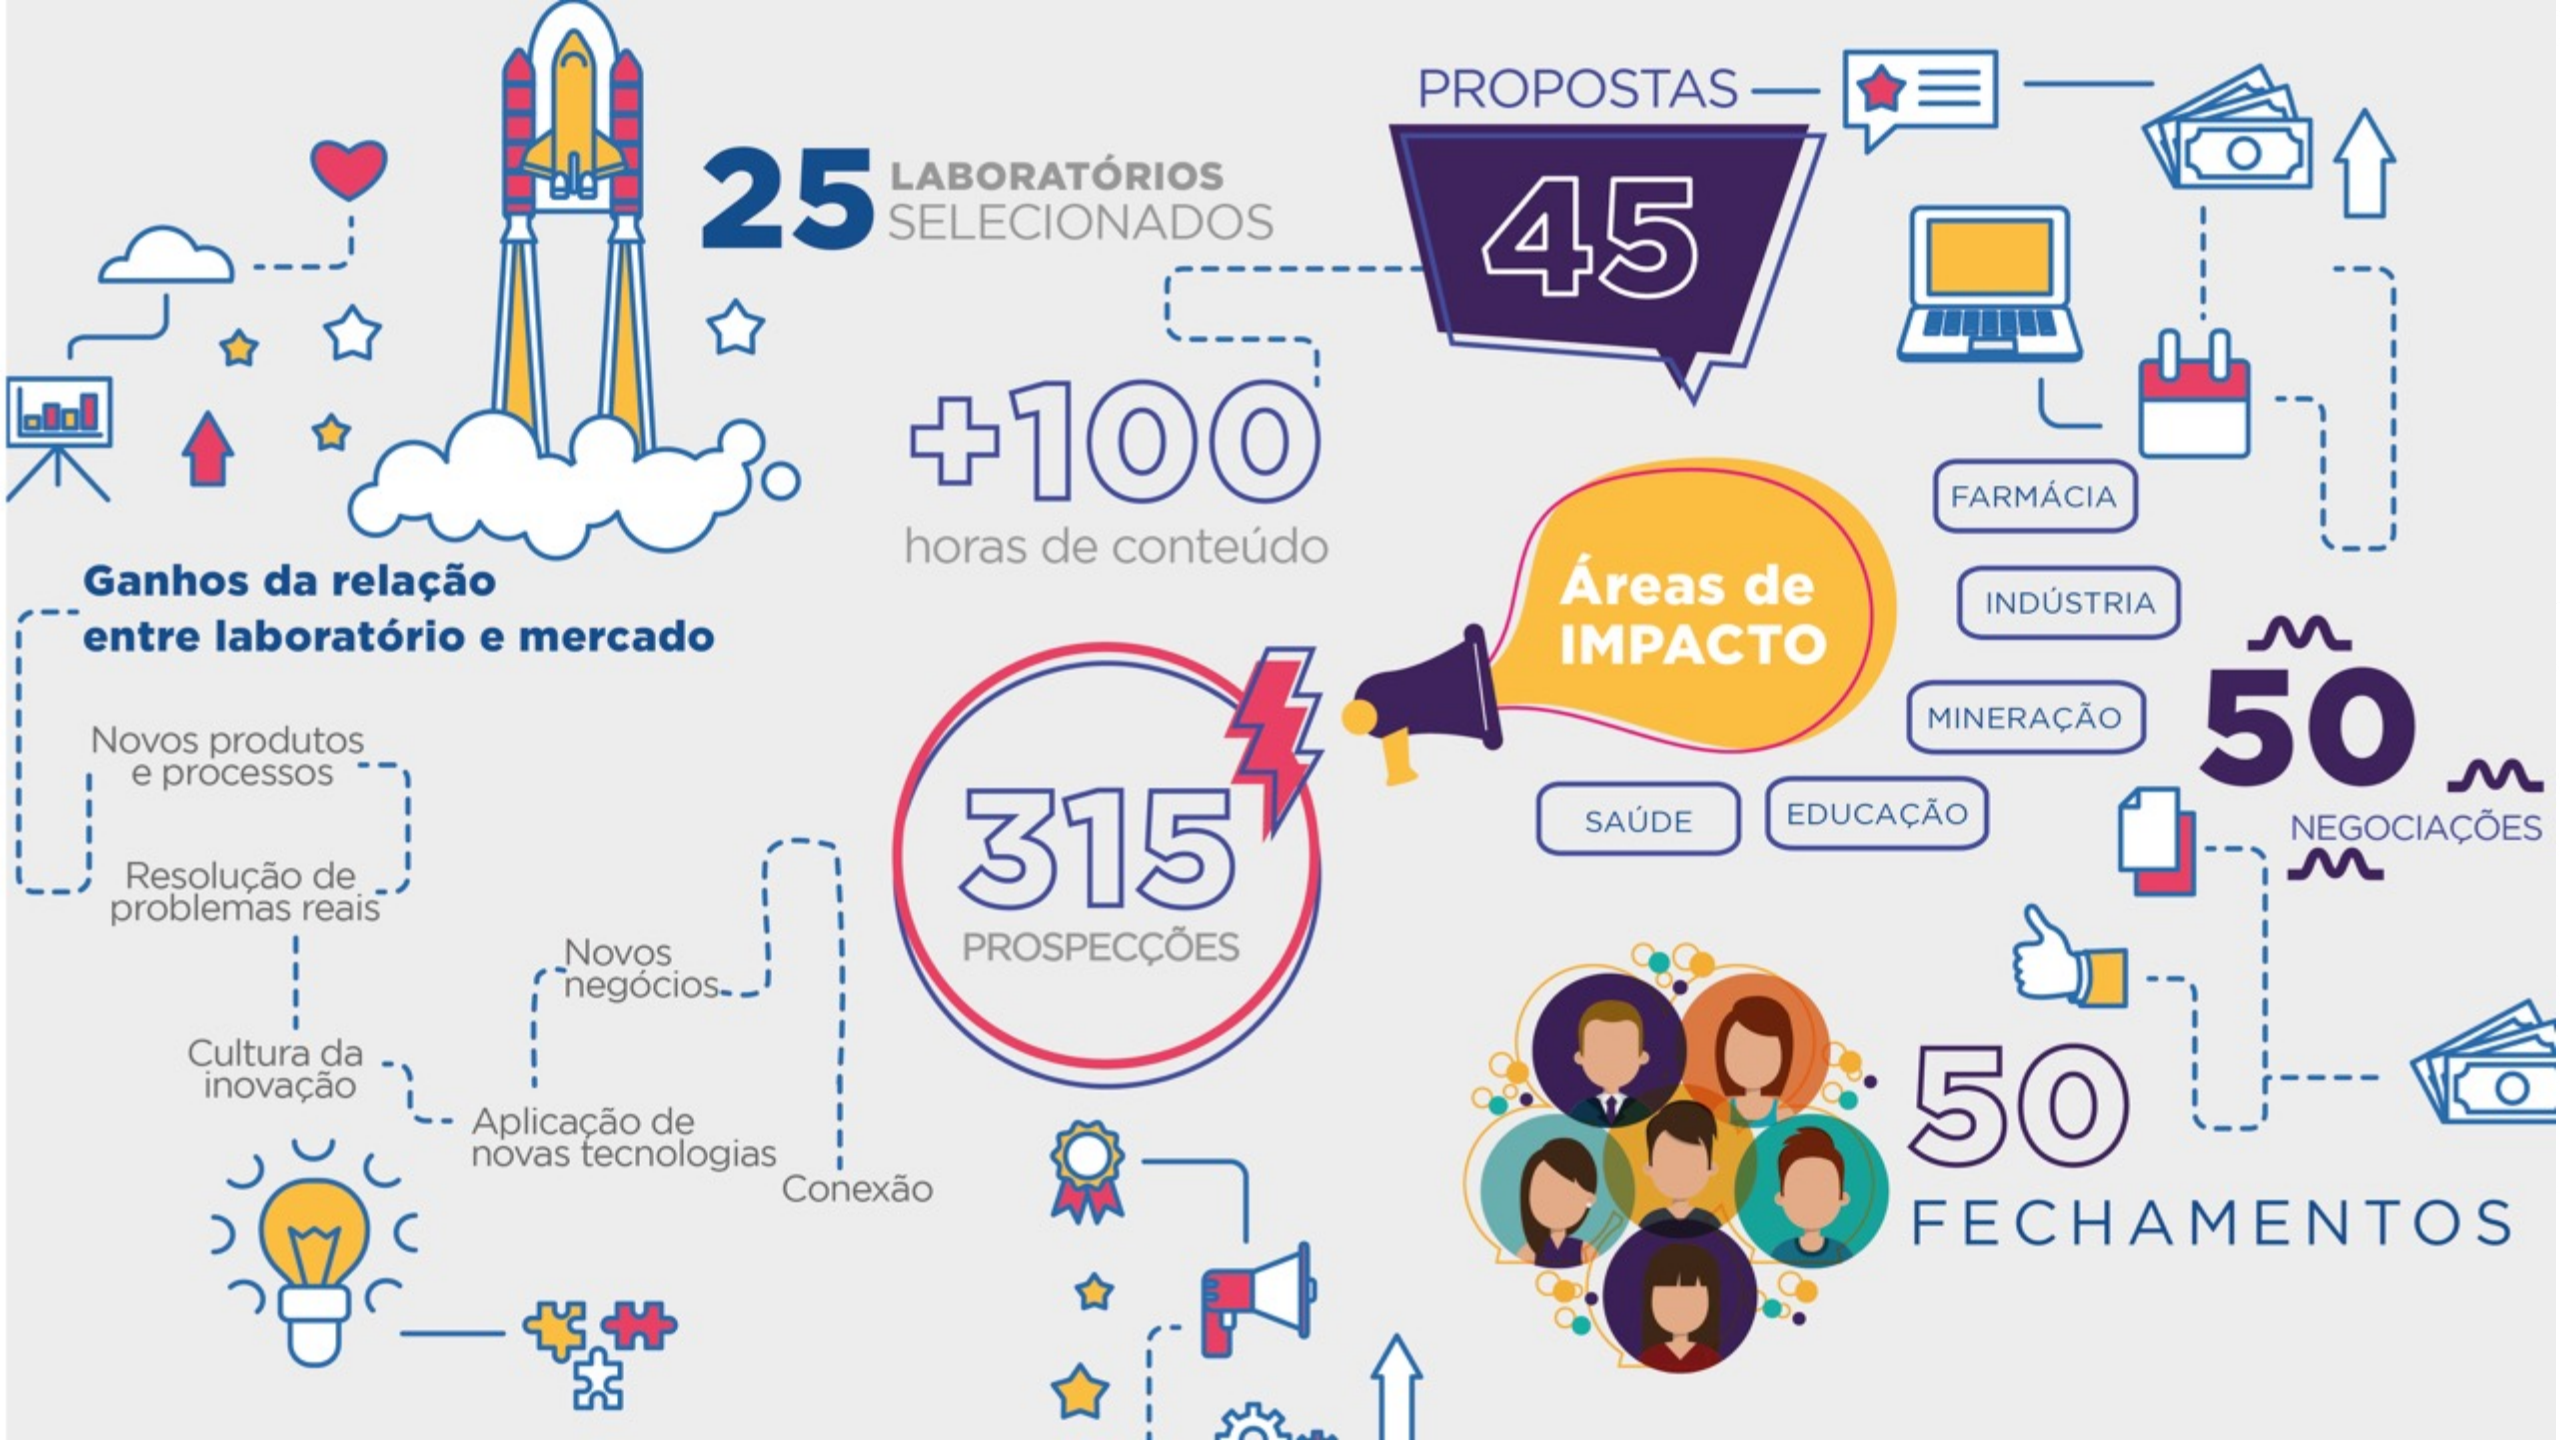 25 LABORATÓRIOS
SELECIONADOS
PROPOSTAS
45
+100
horas de conteúdo
Ganhos da relação
entre laboratório e mercado
Novos produtos
e processos
Resolução de
problemas reais
Cultura da
inovação
Aplicação de
novas tecnologias
Novos
negócios
Conexão
315
PROSPECÇÕES
Áreas de
IMPACTO
FARMÁCIA
INDÚSTRIA
MINERAÇÃO
EDUCAÇÃO
SAÚDE
50
NEGOCIAÇÕES
50
FECHAMENTOS